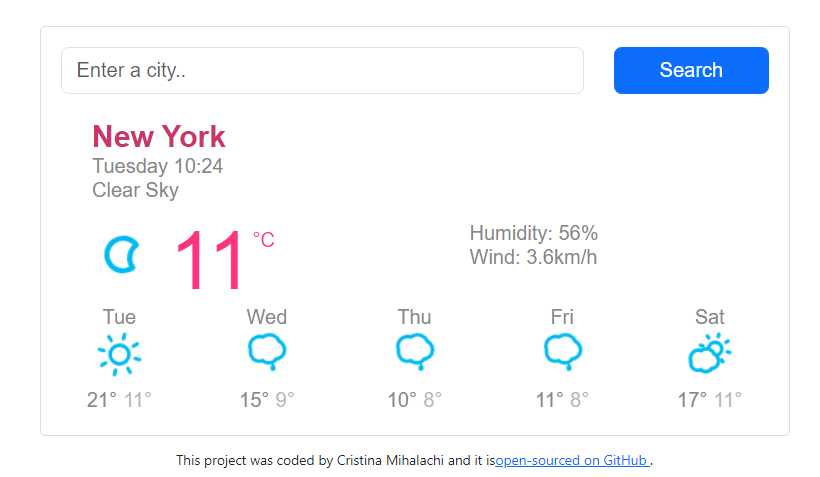 Enter a city..
Search
New York
Tuesday 10:24
Clear Sky
11 °C
Humidity: 56%
Wind: 3.6km/h
Tue Wed Thu Fri Sat
21° 11° 15° 9° 10° 8° 11° 8° 17° 11°
This project was coded by Cristina Mihalachi and it isopen-sourced on GitHub .